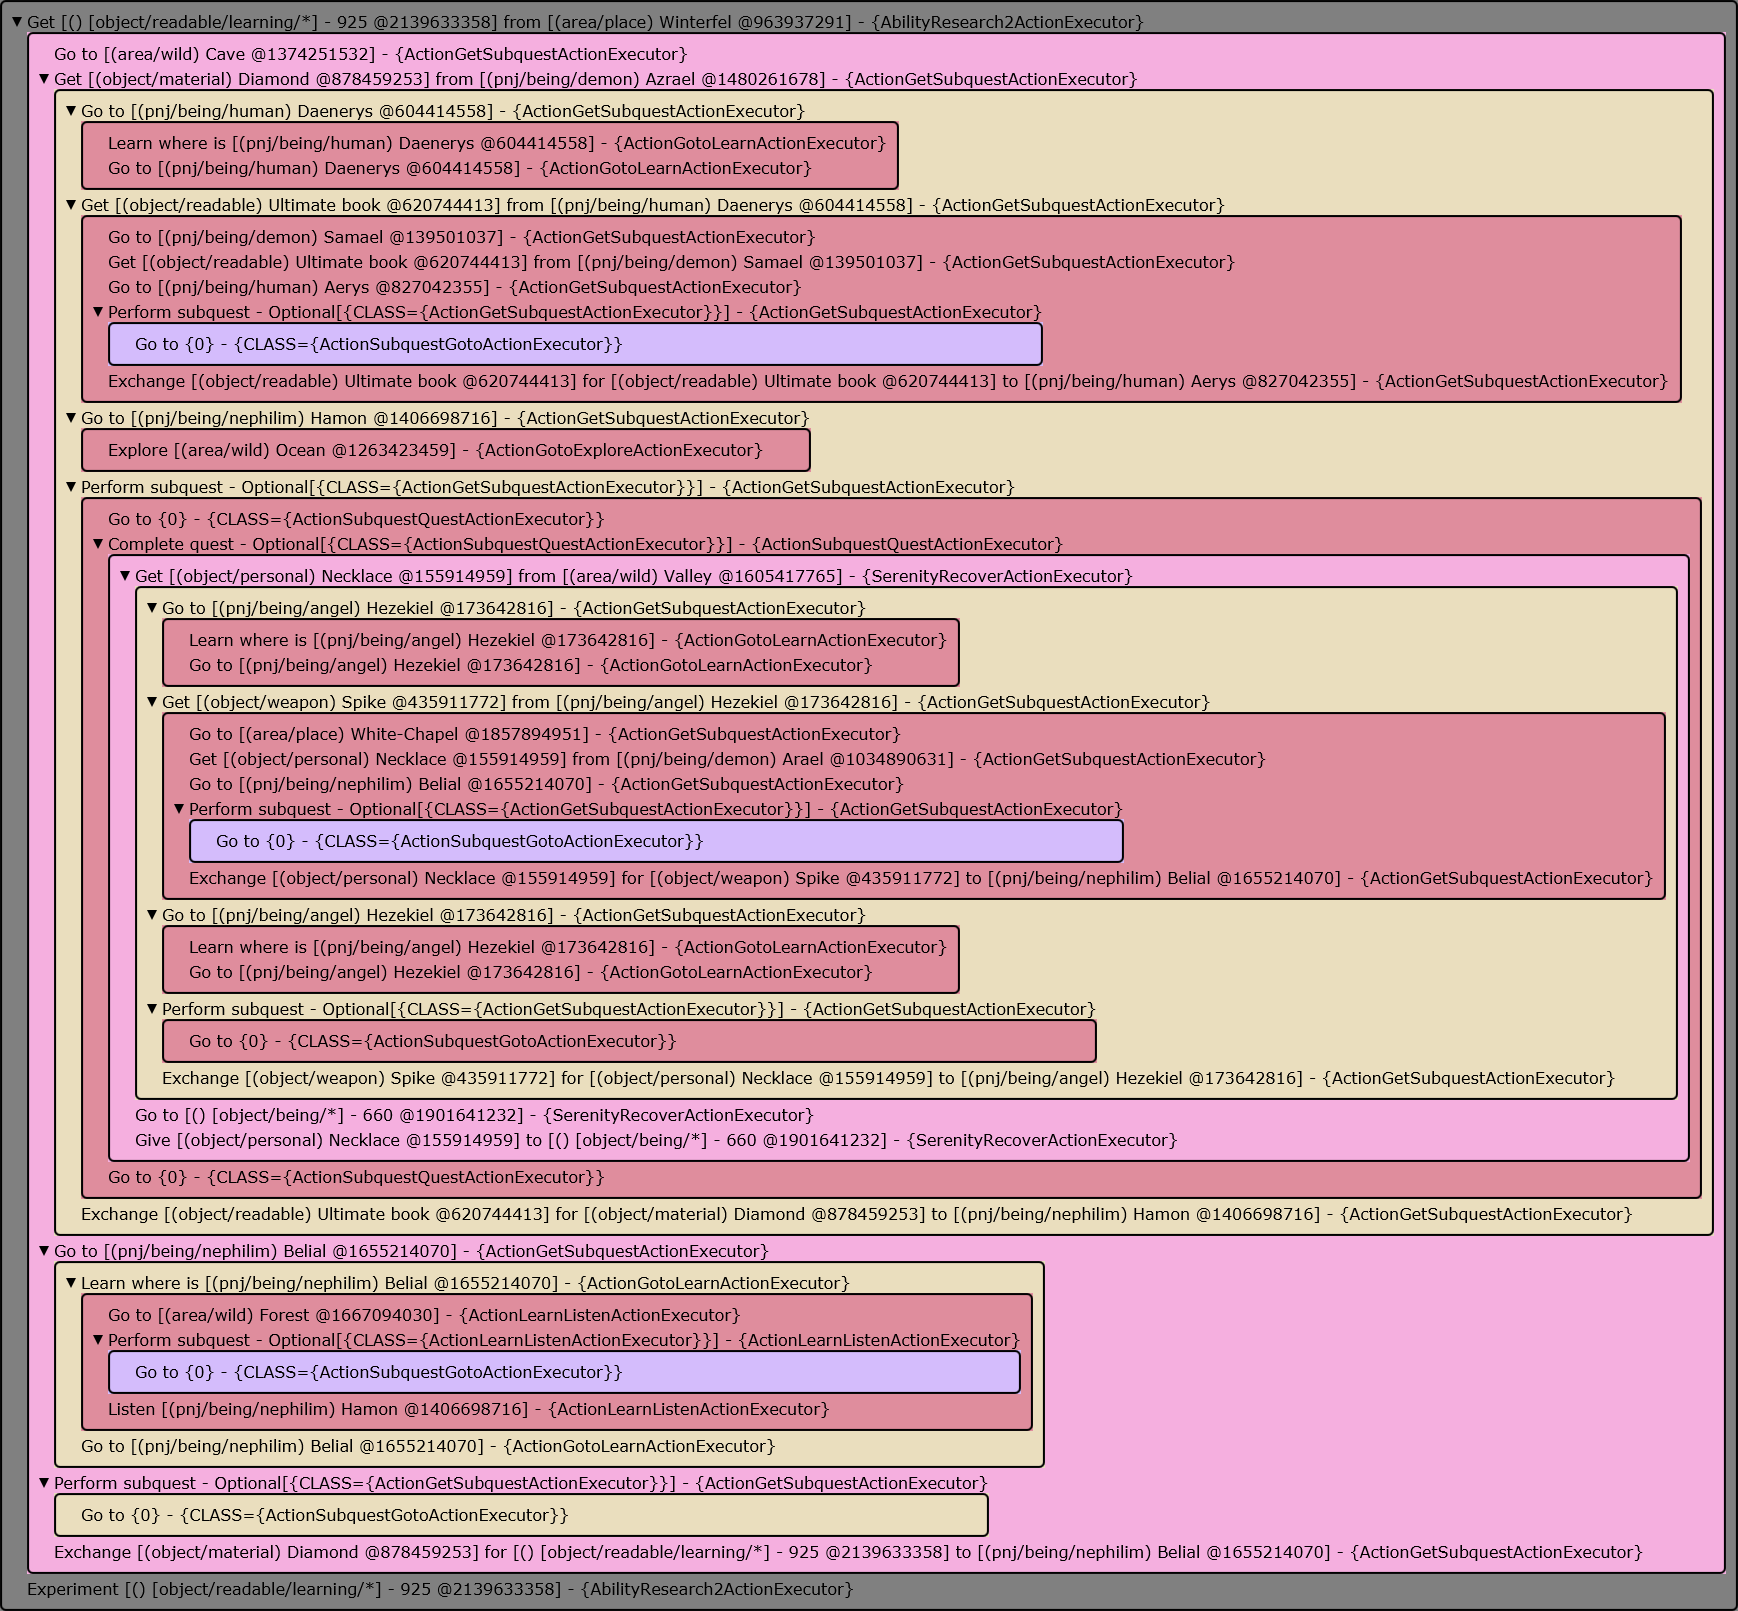 ▼ Get [() [object/readable/learning/*] - 925 @2139633358] from [(area/place) Winterfel @963937291] - {AbilityResearch2ActionExecutor}
Go to [(area/wild) Cave @1374251532] - {ActionGetSubquestActionExecutor}
▼ Get [(object/material) Diamond @878459253] from [(pnj/being/demon) Azrael @1480261678] - {ActionGetSubquestActionExecutor}
▼ Go to [(pnj/being/human) Daenerys @604414558] - {ActionGetSubquestActionExecutor}
Learn where is [(pnj/being/human) Daenerys @604414558] - {ActionGotoLearnActionExecutor}
Go to [(pnj/being/human) Daenerys @604414558] - {ActionGotoLearnActionExecutor}
▼ Get [(object/readable) Ultimate book @620744413] from [(pnj/being/human) Daenerys @604414558] - {ActionGetSubquestActionExecutor}
Go to [(pnj/being/demon) Samael @139501037] - {ActionGetSubquestActionExecutor}
Get [(object/readable) Ultimate book @620744413] from [(pnj/being/demon) Samael @139501037] - {ActionGetSubquestActionExecutor}
Go to [(pnj/being/human) Aerys @827042355] - {ActionGetSubquestActionExecutor}
▼ Perform subquest - Optional[{CLASS={ActionGetSubquestActionExecutor}}] - {ActionGetSubquestActionExecutor}
Go to {0} - {CLASS={ActionSubquestGotoActionExecutor}}
Exchange [(object/readable) Ultimate book @620744413] for [(object/readable) Ultimate book @620744413] to [(pnj/being/human) Aerys @827042355] - {ActionGetSubquestActionExecutor}
▼ Go to [(pnj/being/nephilim) Hamon @1406698716] - {ActionGetSubquestActionExecutor}
Explore [(area/wild) Ocean @1263423459] - {ActionGotoExploreActionExecutor}
▼ Perform subquest - Optional[{CLASS={ActionGetSubquestActionExecutor}}] - {ActionGetSubquestActionExecutor}
Go to {0} - {CLASS={ActionSubquestQuestActionExecutor}}
▼ Complete quest - Optional[{CLASS={ActionSubquestQuestActionExecutor}}] - {ActionSubquestQuestActionExecutor}
▼ Get [(object/personal) Necklace @155914959] from [(area/wild) Valley @1605417765] - {SerenityRecoverActionExecutor}
▼ Go to [(pnj/being/angel) Hezekiel @173642816] - {ActionGetSubquestActionExecutor}
Learn where is [(pnj/being/angel) Hezekiel @173642816] - {ActionGotoLearnActionExecutor}
Go to [(pnj/being/angel) Hezekiel @173642816] - {ActionGotoLearnActionExecutor}
▼ Get [(object/weapon) Spike @435911772] from [(pnj/being/angel) Hezekiel @173642816] - {ActionGetSubquestActionExecutor}
Go to [(area/place) White-Chapel @1857894951] - {ActionGetSubquestActionExecutor}
Get [(object/personal) Necklace @155914959] from [(pnj/being/demon) Arael @1034890631] - {ActionGetSubquestActionExecutor}
Go to [(pnj/being/nephilim) Belial @1655214070] - {ActionGetSubquestActionExecutor}
▼ Perform subquest - Optional[{CLASS={ActionGetSubquestActionExecutor}}] - {ActionGetSubquestActionExecutor}
Go to {0} - {CLASS={ActionSubquestGotoActionExecutor}}
Exchange [(object/personal) Necklace @155914959] for [(object/weapon) Spike @435911772] to [(pnj/being/nephilim) Belial @1655214070] - {ActionGetSubquestActionExecutor}
▼ Go to [(pnj/being/angel) Hezekiel @173642816] - {ActionGetSubquestActionExecutor}
Learn where is [(pnj/being/angel) Hezekiel @173642816] - {ActionGotoLearnActionExecutor}
Go to [(pnj/being/angel) Hezekiel @173642816] - {ActionGotoLearnActionExecutor}
▼ Perform subquest - Optional[{CLASS={ActionGetSubquestActionExecutor}}] - {ActionGetSubquestActionExecutor}
Go to {0} - {CLASS={ActionSubquestGotoActionExecutor}}
Exchange [(object/weapon) Spike @435911772] for [(object/personal) Necklace @155914959] to [(pnj/being/angel) Hezekiel @173642816] - {ActionGetSubquestActionExecutor}
Go to [() [object/being/*] - 660 @1901641232] - {SerenityRecoverActionExecutor}
Give [(object/personal) Necklace @155914959] to [() [object/being/*] - 660 @1901641232] - {SerenityRecoverActionExecutor}
Go to {0} - {CLASS={ActionSubquestQuestActionExecutor}}
Exchange [(object/readable) Ultimate book @620744413] for [(object/material) Diamond @878459253] to [(pnj/being/nephilim) Hamon @1406698716] - {ActionGetSubquestActionExecutor}
▼ Go to [(pnj/being/nephilim) Belial @1655214070] - {ActionGetSubquestActionExecutor}
▼ Learn where is [(pnj/being/nephilim) Belial @1655214070] - {ActionGotoLearnActionExecutor}
Go to [(area/wild) Forest @1667094030] - {ActionLearnListenActionExecutor}
▼ Perform subquest - Optional[{CLASS={ActionLearnListenActionExecutor}}] - {ActionLearnListenActionExecutor}
Go to {0} - {CLASS={ActionSubquestGotoActionExecutor}}
Listen [(pnj/being/nephilim) Hamon @1406698716] - {ActionLearnListenActionExecutor}
Go to [(pnj/being/nephilim) Belial @1655214070] - {ActionGotoLearnActionExecutor}
▼ Perform subquest - Optional[{CLASS={ActionGetSubquestActionExecutor}}] - {ActionGetSubquestActionExecutor}
Go to {0} - {CLASS={ActionSubquestGotoActionExecutor}}
Exchange [(object/material) Diamond @878459253] for [() [object/readable/learning/*] - 925 @2139633358] to [(pnj/being/nephilim) Belial @1655214070] - {ActionGetSubquestActionExecutor}
Experiment [() [object/readable/learning/*] - 925 @2139633358] - {AbilityResearch2ActionExecutor}